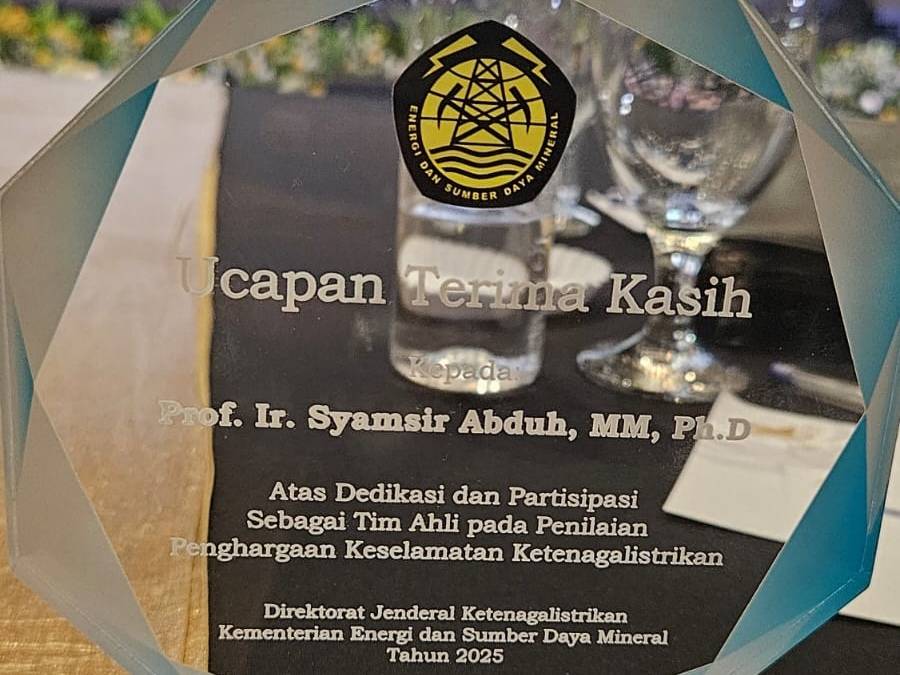 ENERGI DAN SUMBER DAYA MINERAL
Ucapan Terima Kasih
Kepada:
Prof. Ir. Syamsir Abduh, MM, Ph.D
Atas Dedikasi dan Partisipasi
Sebagai Tim Ahli pada Penilaian
Penghargaan Keselamatan Ketenagalistrikan
Direktorat Jenderal Ketenagalistrikan
Kementerian Energi dan Sumber Daya Mineral
Tahun 2025